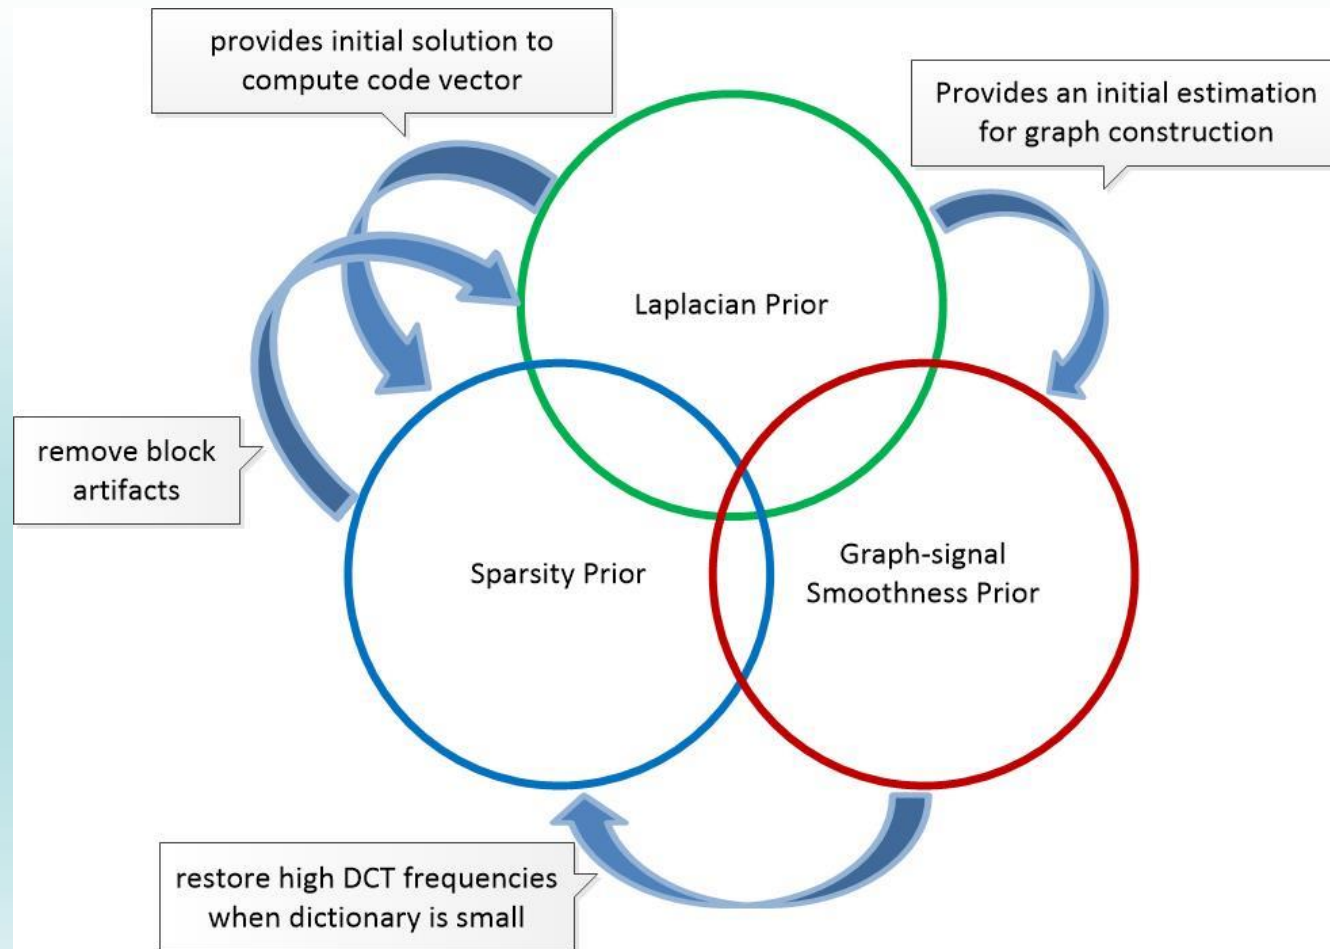 provides initial solution to
compute code vector
Provides an initial estimation
for graph construction
Laplacian Prior
remove block
artifacts
Sparsity Prior
Graph-signal
Smoothness Prior
restore high DCT frequencies
when dictionary is small